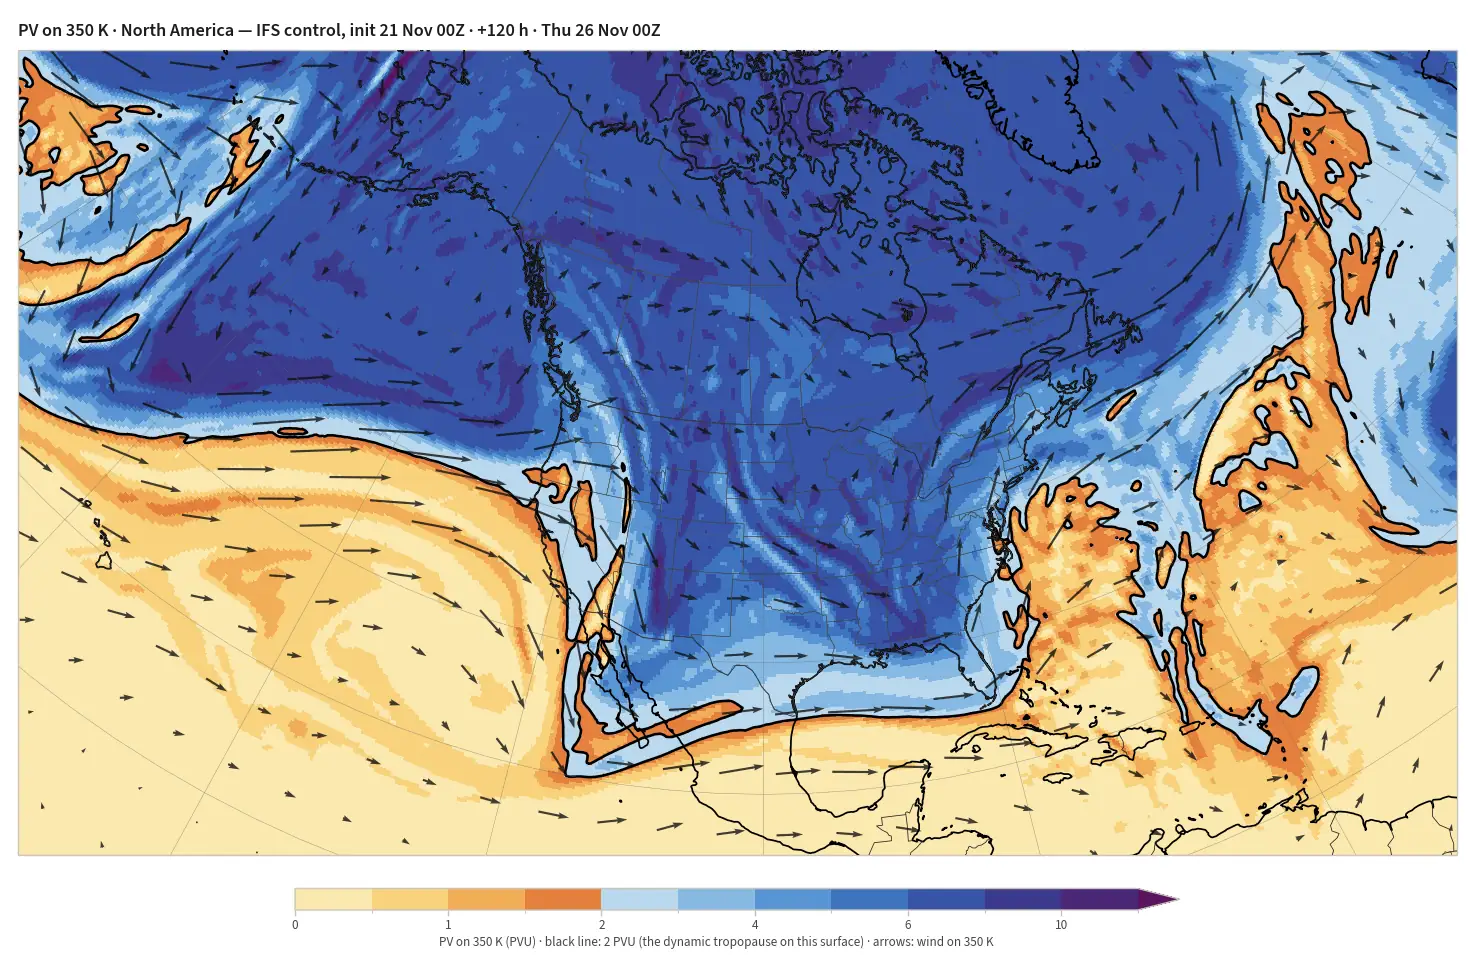 PV on 350 K · North America — IFS control, init 21 Nov 00Z · +120 h · Thu 26 Nov 00Z
0 1 2 4 6 10
PV on 350 K (PVU) · black line: 2 PVU (the dynamic tropopause on this surface) · arrows: wind on 350 K